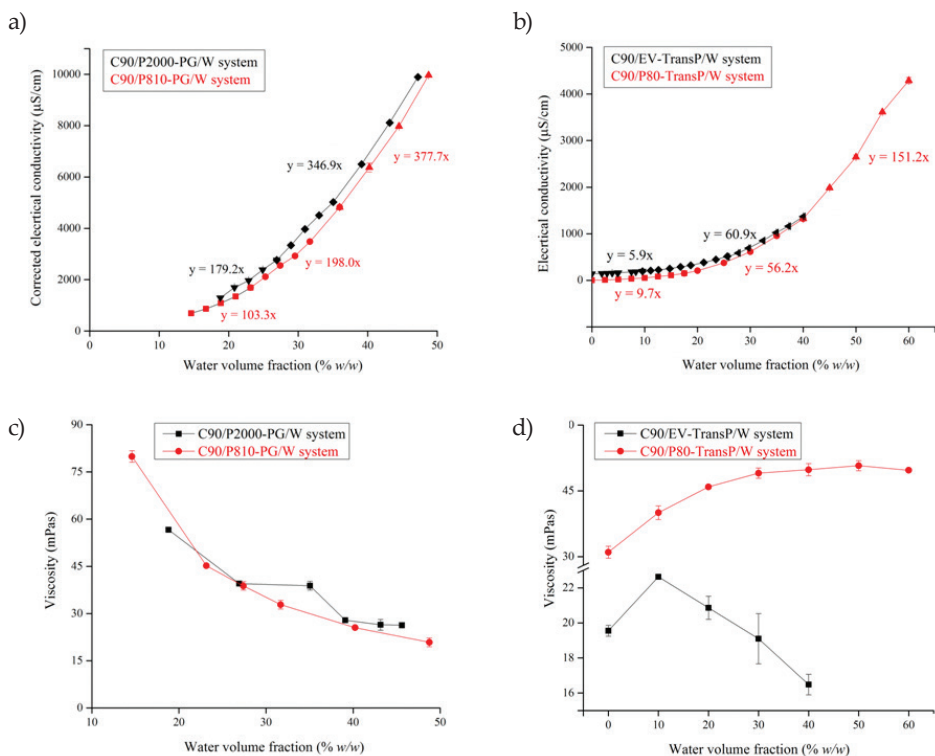 a)
C90/P2000-PG/W system
C90/P810-PG/W system
Corrected elecrtical conductivity (µS/cm)
10000
8000
6000
4000
2000
0
y = 346.9x
y = 377.7x
y = 179.2x
y = 198.0x
y = 103.3x
0 10 20 30 40 50
Water volume fraction (% w/w)
b)
C90/EV-TransP/W system
C90/P80-TransP/W system
Elecrtical conductivity (µS/cm)
5000
4000
3000
2000
1000
0
y = 151.2x
y = 60.9x
y = 5.9x
y = 56.2x
y = 9.7x
0 10 20 30 40 50 60
Water volume fraction (% w/w)
c)
C90/P2000-PG/W system
C90/P810-PG/W system
Viscosity (mPas)
90
75
60
45
30
15
0
10 20 30 40 50
Water volume fraction (% w/w)
d)
C90/EV-TransP/W system
C90/P80-TransP/W system
Viscosity (mPas)
0
45
30
22
20
18
16
0 10 20 30 40 50 60
Water volume fraction (% w/w)